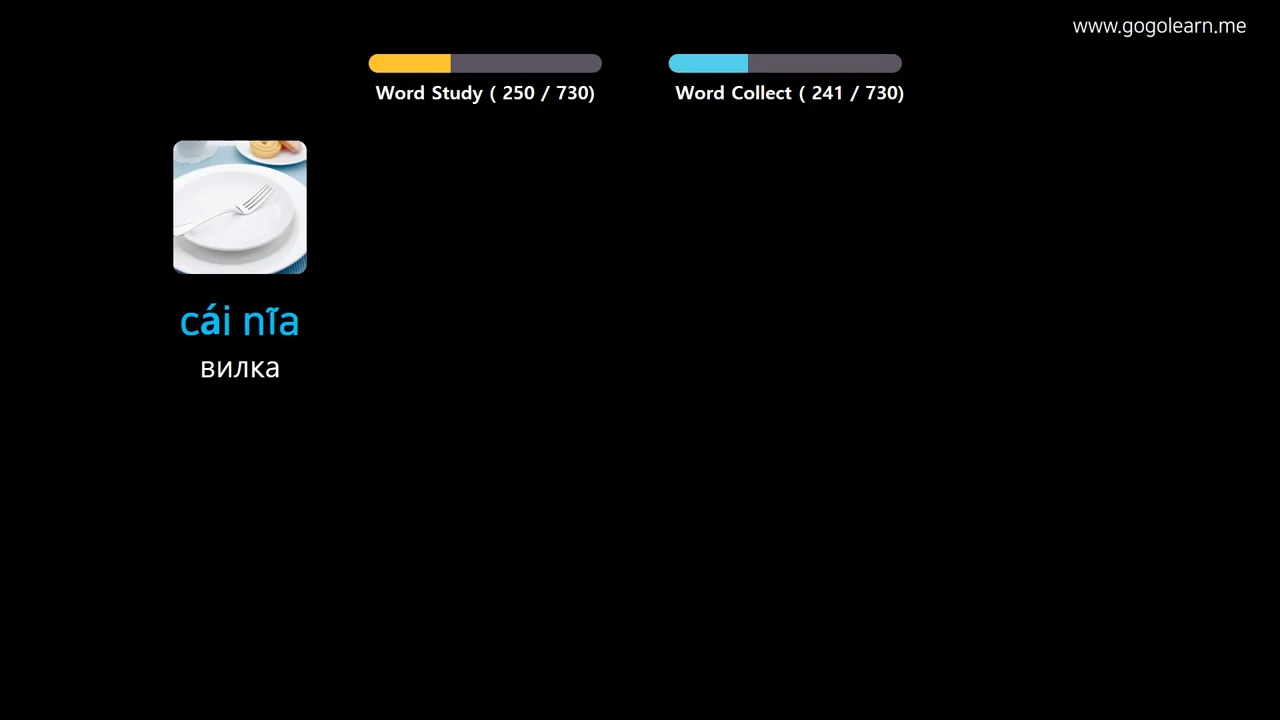 www.gogolearn.me
Word Study ( 250 / 730)
Word Collect ( 241 / 730)
cái nĩa
вилка